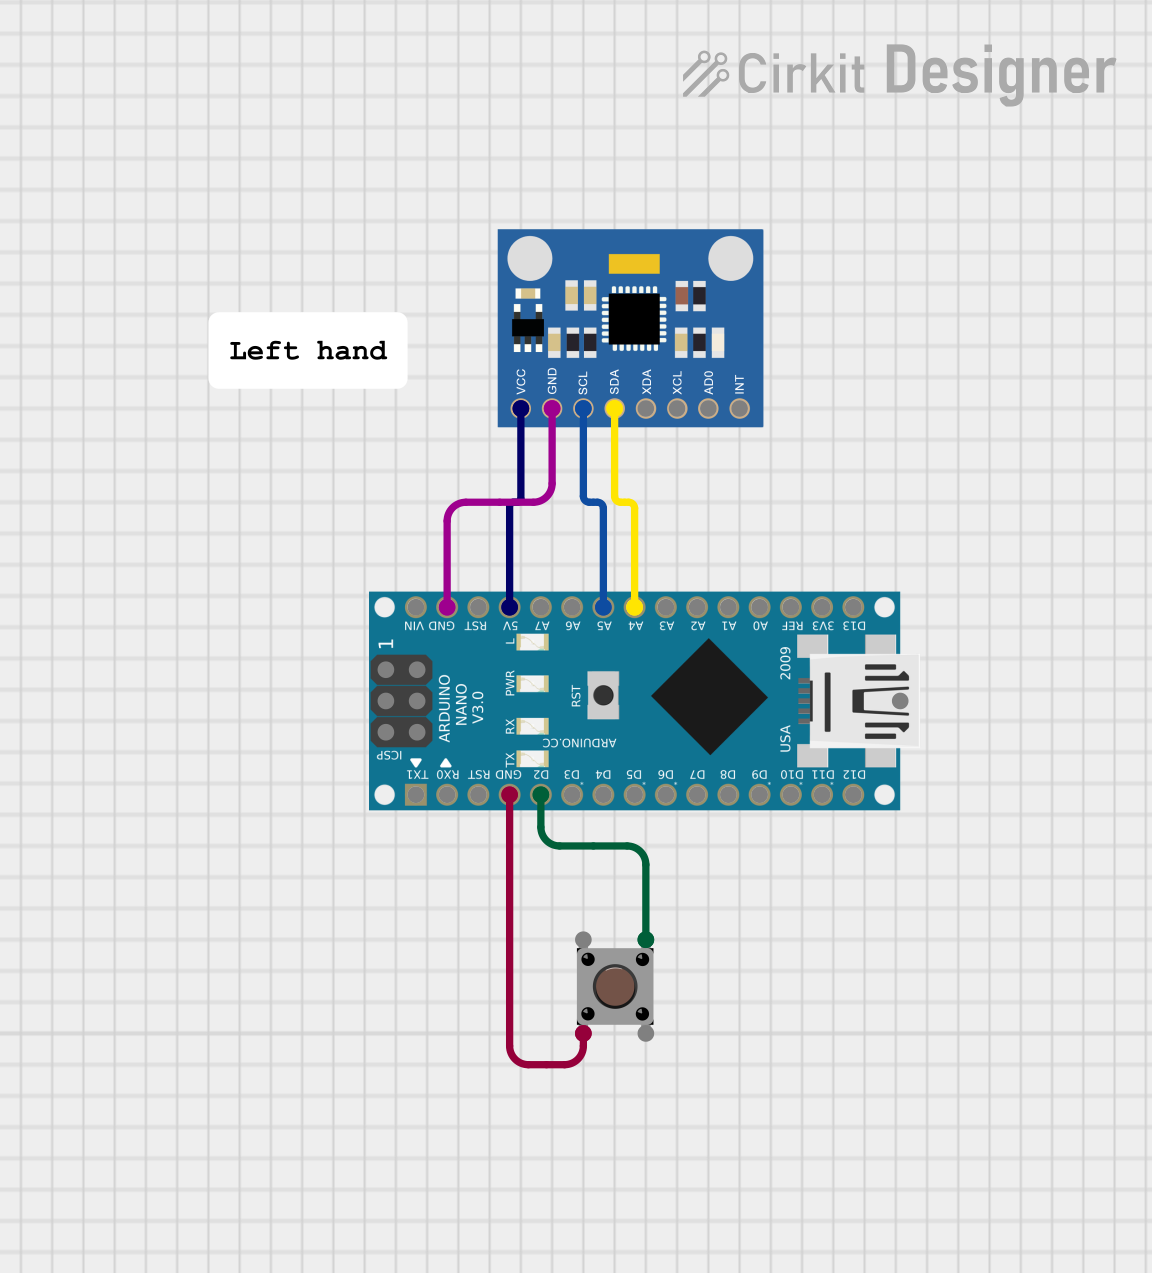 Cirkit Designer
Left hand
VCC GND SCL SDA XDA XCL AD0 INT
VIN GND RST 5V A7 A6 A5 A4 A3 A2 A1 A0 REF 3V3 D13
1
L
PWR
RX
TX
RST
ARDUINO
NANO
V3.0
ARDUINO.CC
2009
USA
ICSP
TX1 RX0 RST GND D2 D3 D4 D5 D6 D7 D8 D9 D10 D11 D12